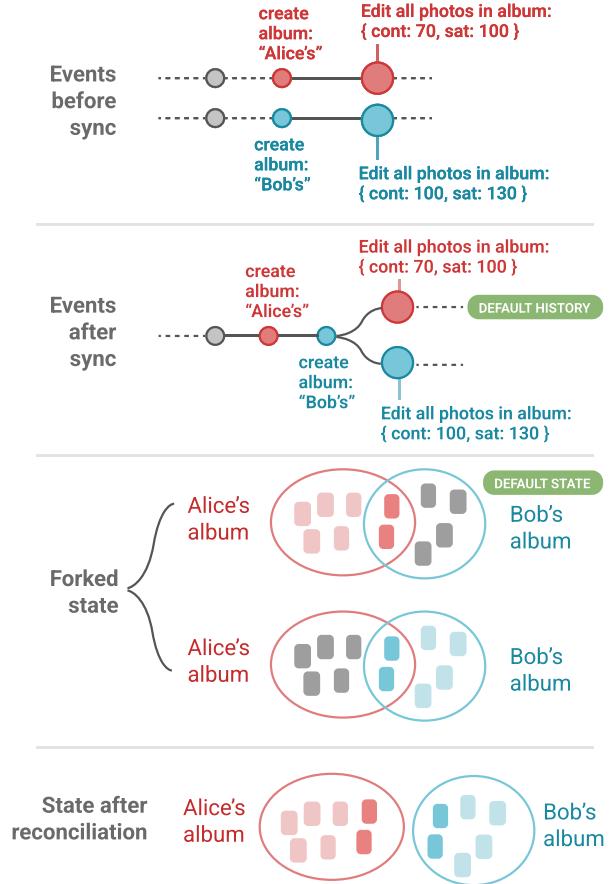 create
album:
“Alice’s”
Edit all photos in album:
{ cont: 70, sat: 100 }
Events
before
sync
create
album:
“Bob’s”
Edit all photos in album:
{ cont: 100, sat: 130 }
Edit all photos in album:
{ cont: 70, sat: 100 }
create
album:
“Alice’s”
DEFAULT HISTORY
Events
after
sync
create
album:
“Bob’s”
Edit all photos in album:
{ cont: 100, sat: 130 }
DEFAULT STATE
Alice’s
album
Bob’s
album
Forked
state
Alice’s
album
Bob’s
album
State after
reconciliation
Alice’s
album
Bob’s
album